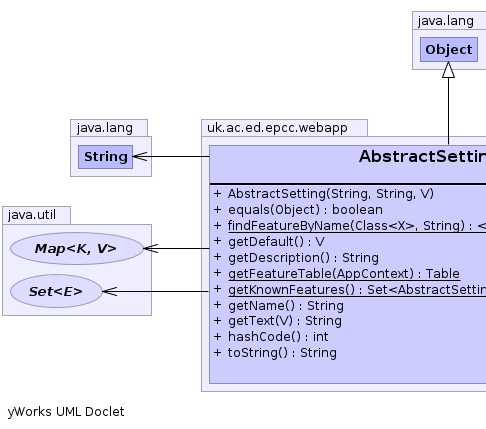 java.lang
Object
java.lang
String
uk.ac.ed.epcc.webapp
AbstractSettin
java.util
Map<K, V>
Set<E>
+ AbstractSetting(String, String, V)
+ equals(Object) : boolean
+ findFeatureByName(Class<X>, String) : <
+ getDefault() : V
+ getDescription() : String
+ getFeatureTable(AppContext) : Table
+ getKnownFeatures() : Set<AbstractSettin
+ getName() : String
+ getText(V) : String
+ hashCode() : int
+ toString() : String
yWorks UML Doclet